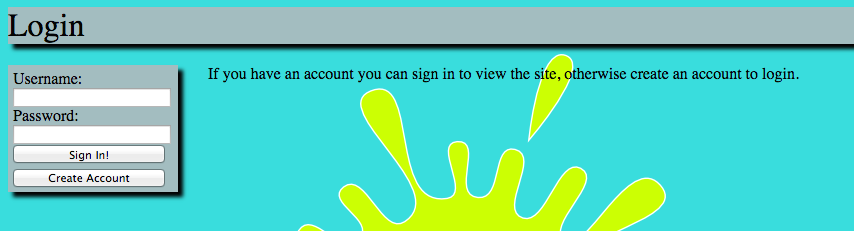 Login
Username:
If you have an account you can sign in to view the site, otherwise create an account to login.
Password:
Sign In!
Create Account